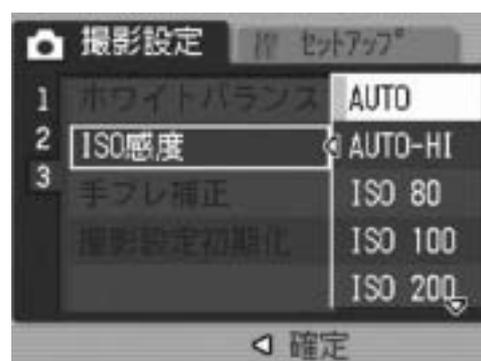 撮影設定 セットアップ
1 ホワイトバランス AUTO
2 ISO感度 AUTO-HI
3 手ブレ補正 ISO 80
撮影設定初期化 ISO 100
ISO 200
確定